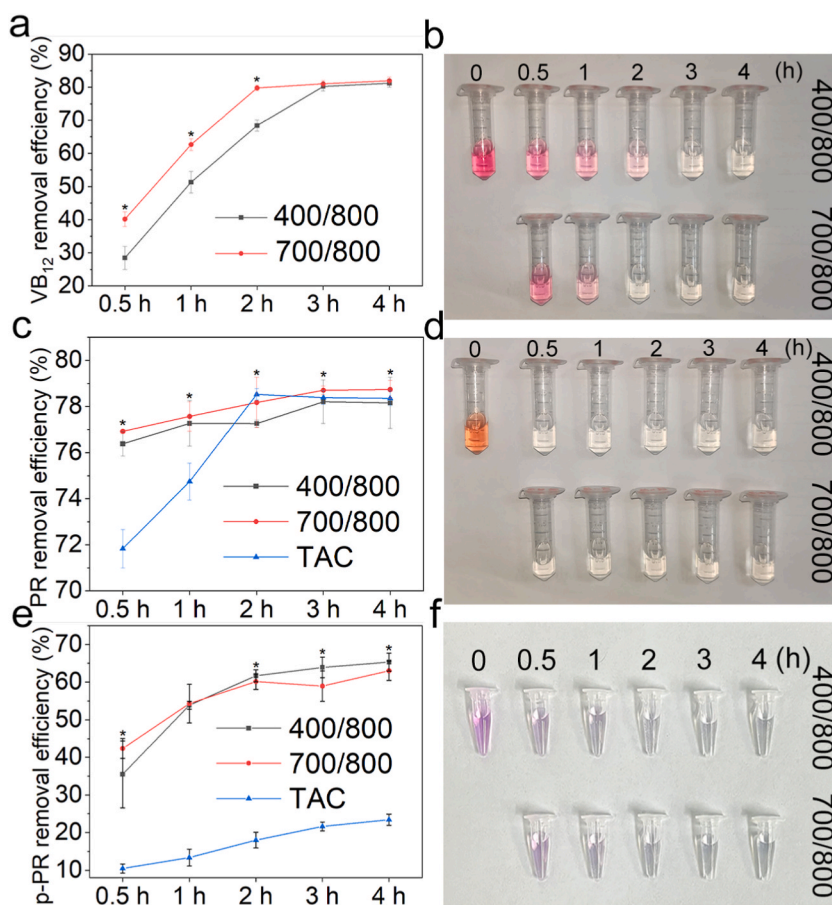 a
VB12 removal effciency (%)
90
80
70
60
50
40
30
20
*
*
*
400/800
700/800
0.5 h 1 h 2 h 3 h 4 h
b
0 0.5 1 2 3 4 (h)
400/800
700/800
c
PR removal efficiency (%)
80
78
76
74
72
70
* * * * *
400/800
700/800
TAC
0.5 h 1 h 2 h 3 h 4 h
d
0 0.5 1 2 3 4 (h)
400/800
700/800
e
p-PR removal efficiency (%)
70
60
50
40
30
20
10
* * * *
400/800
700/800
TAC
0.5 h 1 h 2 h 3 h 4 h
f
0 0.5 1 2 3 4 (h)
400/800
700/800